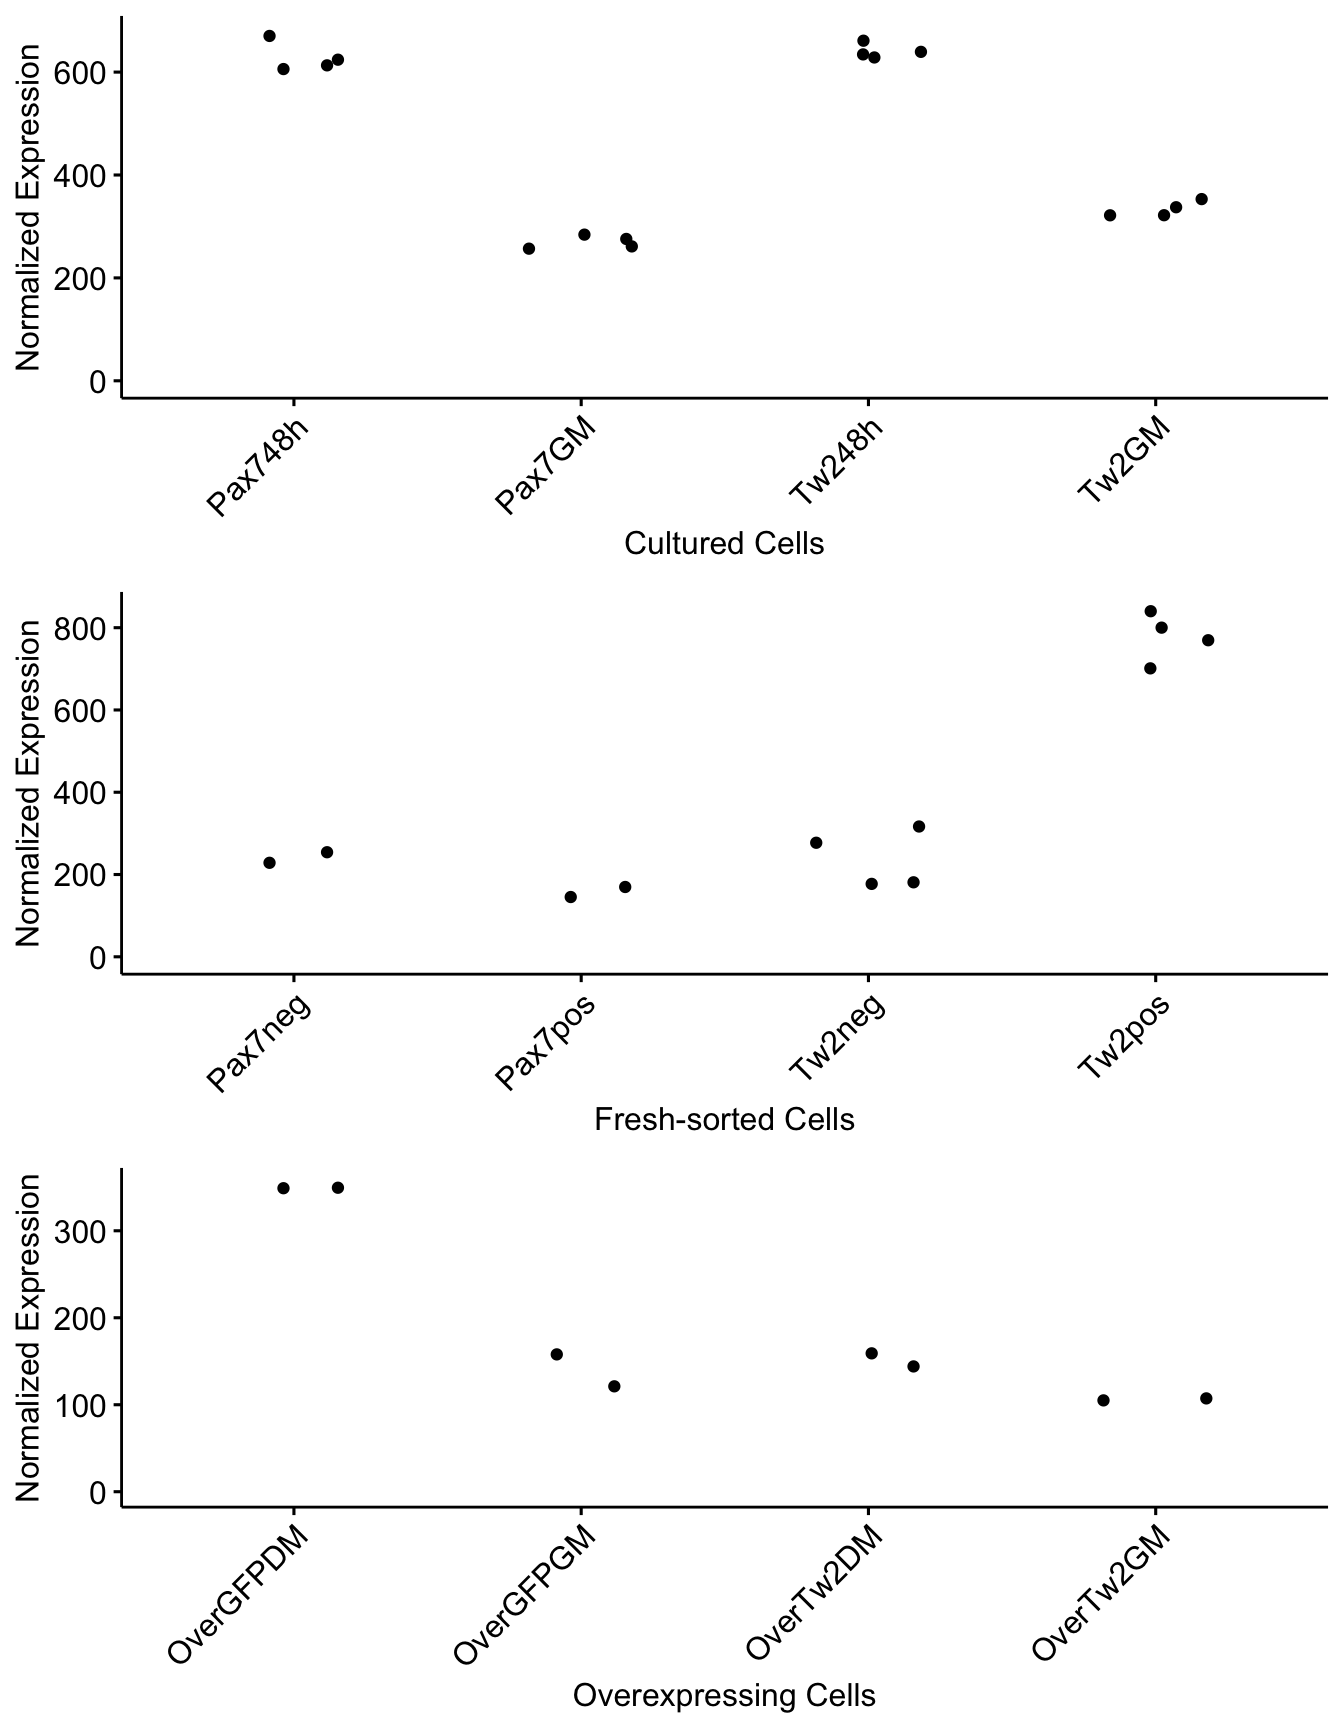 Normalized Expression
600
400
200
0
Pax748h
Pax7GM
Tw248h
Tw2GM
Cultured Cells
Normalized Expression
800
600
400
200
0
Pax7neg
Pax7pos
Tw2neg
Tw2pos
Fresh-sorted Cells
Normalized Expression
300
200
100
0
OverGFPDM
OverGFPGM
OverTw2DM
OverTw2GM
Overexpressing Cells